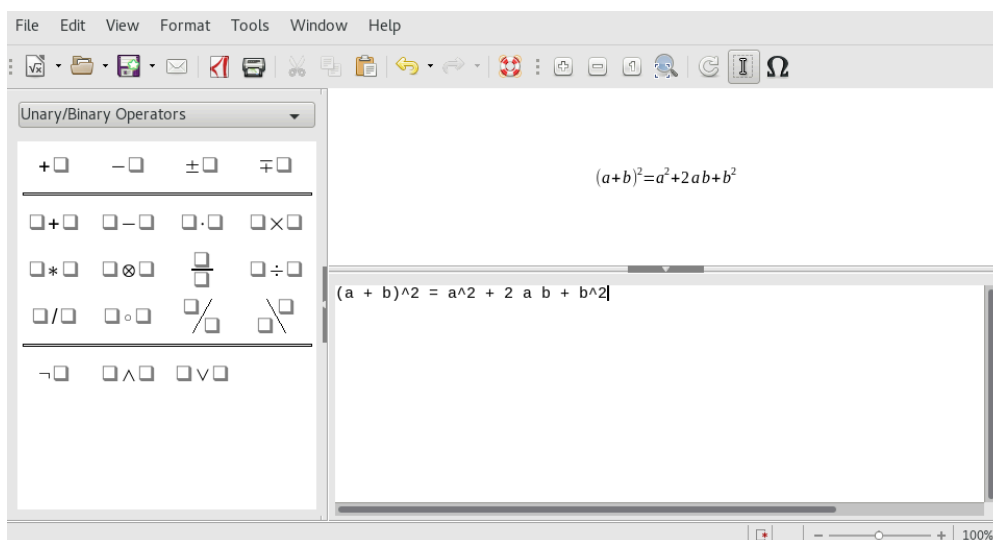 File Edit View Format Tools Window Help
Unary/Binary Operators
+□ −□ ±□ ∓□
□+□ □−□ □·□ □×□
□∗□ □⊗□ □/□ □÷□
□/□ □∘□ □∕□ □∖□
¬□ □∧□ □∨□
(a+b)²=a²+2ab+b²
(a + b)^2 = a^2 + 2 a b + b^2
100%